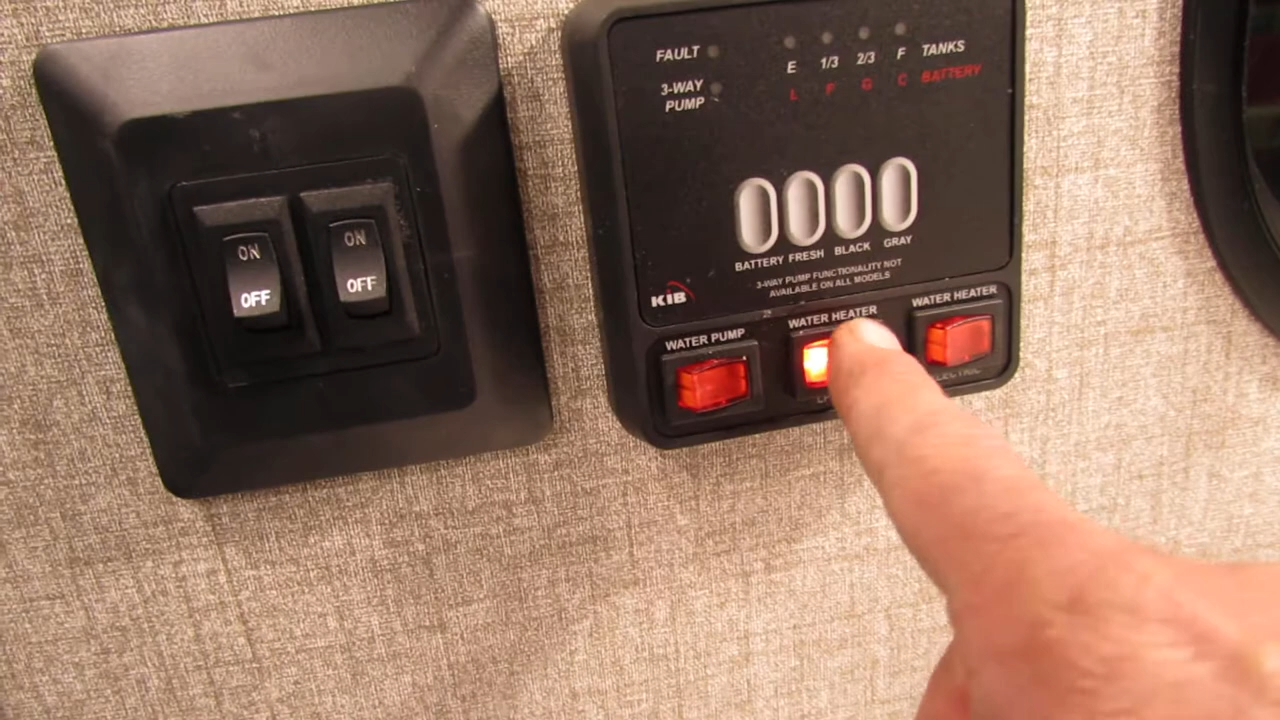 ON
OFF
ON
OFF
FAULT
3-WAY
PUMP
E 1/3 2/3 F TANKS
L F G C BATTERY
BATTERY FRESH BLACK GRAY
3-WAY PUMP FUNCTIONALITY NOT
AVAILABLE ON ALL MODELS
KIB
WATER PUMP
WATER HEATER
WATER HEATER